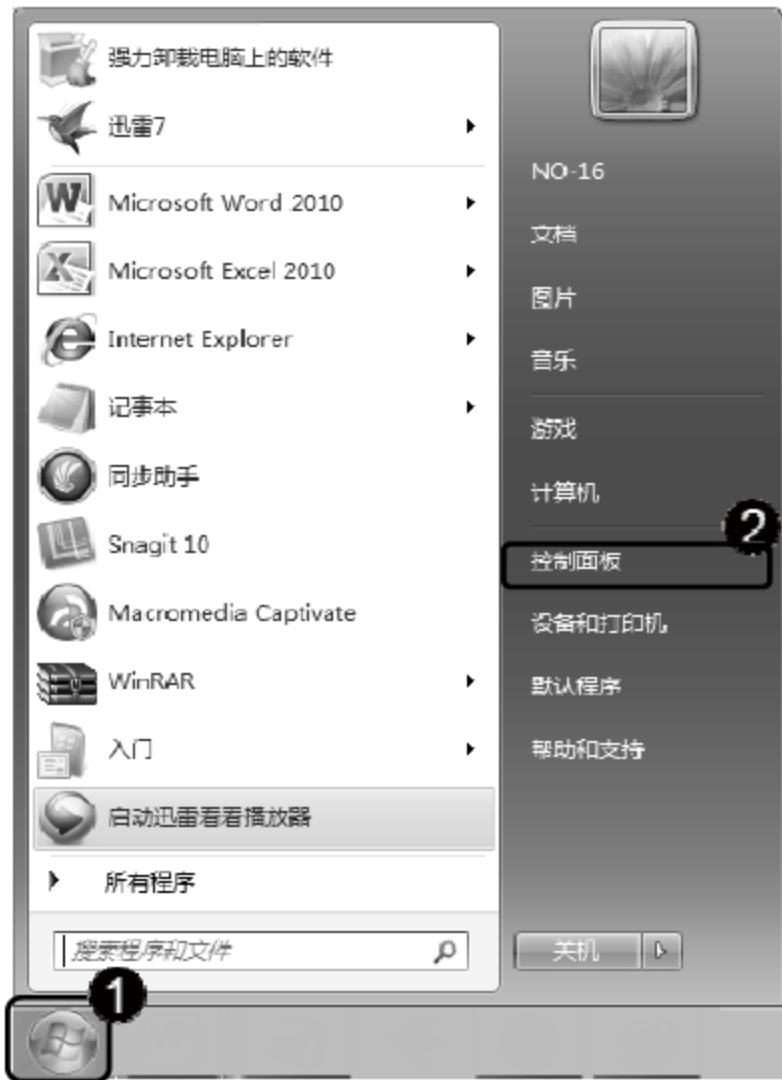 强力卸载电脑上的软件
迅雷7
Microsoft Word 2010
Microsoft Excel 2010
Internet Explorer
记事本
同步助手
Snagit 10
Macromedia Captivate
WinRAR
入门
启动迅雷看看播放器
所有程序
搜索程序和文件
1
NO-16
文档
图片
音乐
游戏
计算机
2
控制面板
设备和打印机
默认程序
帮助和支持
关机